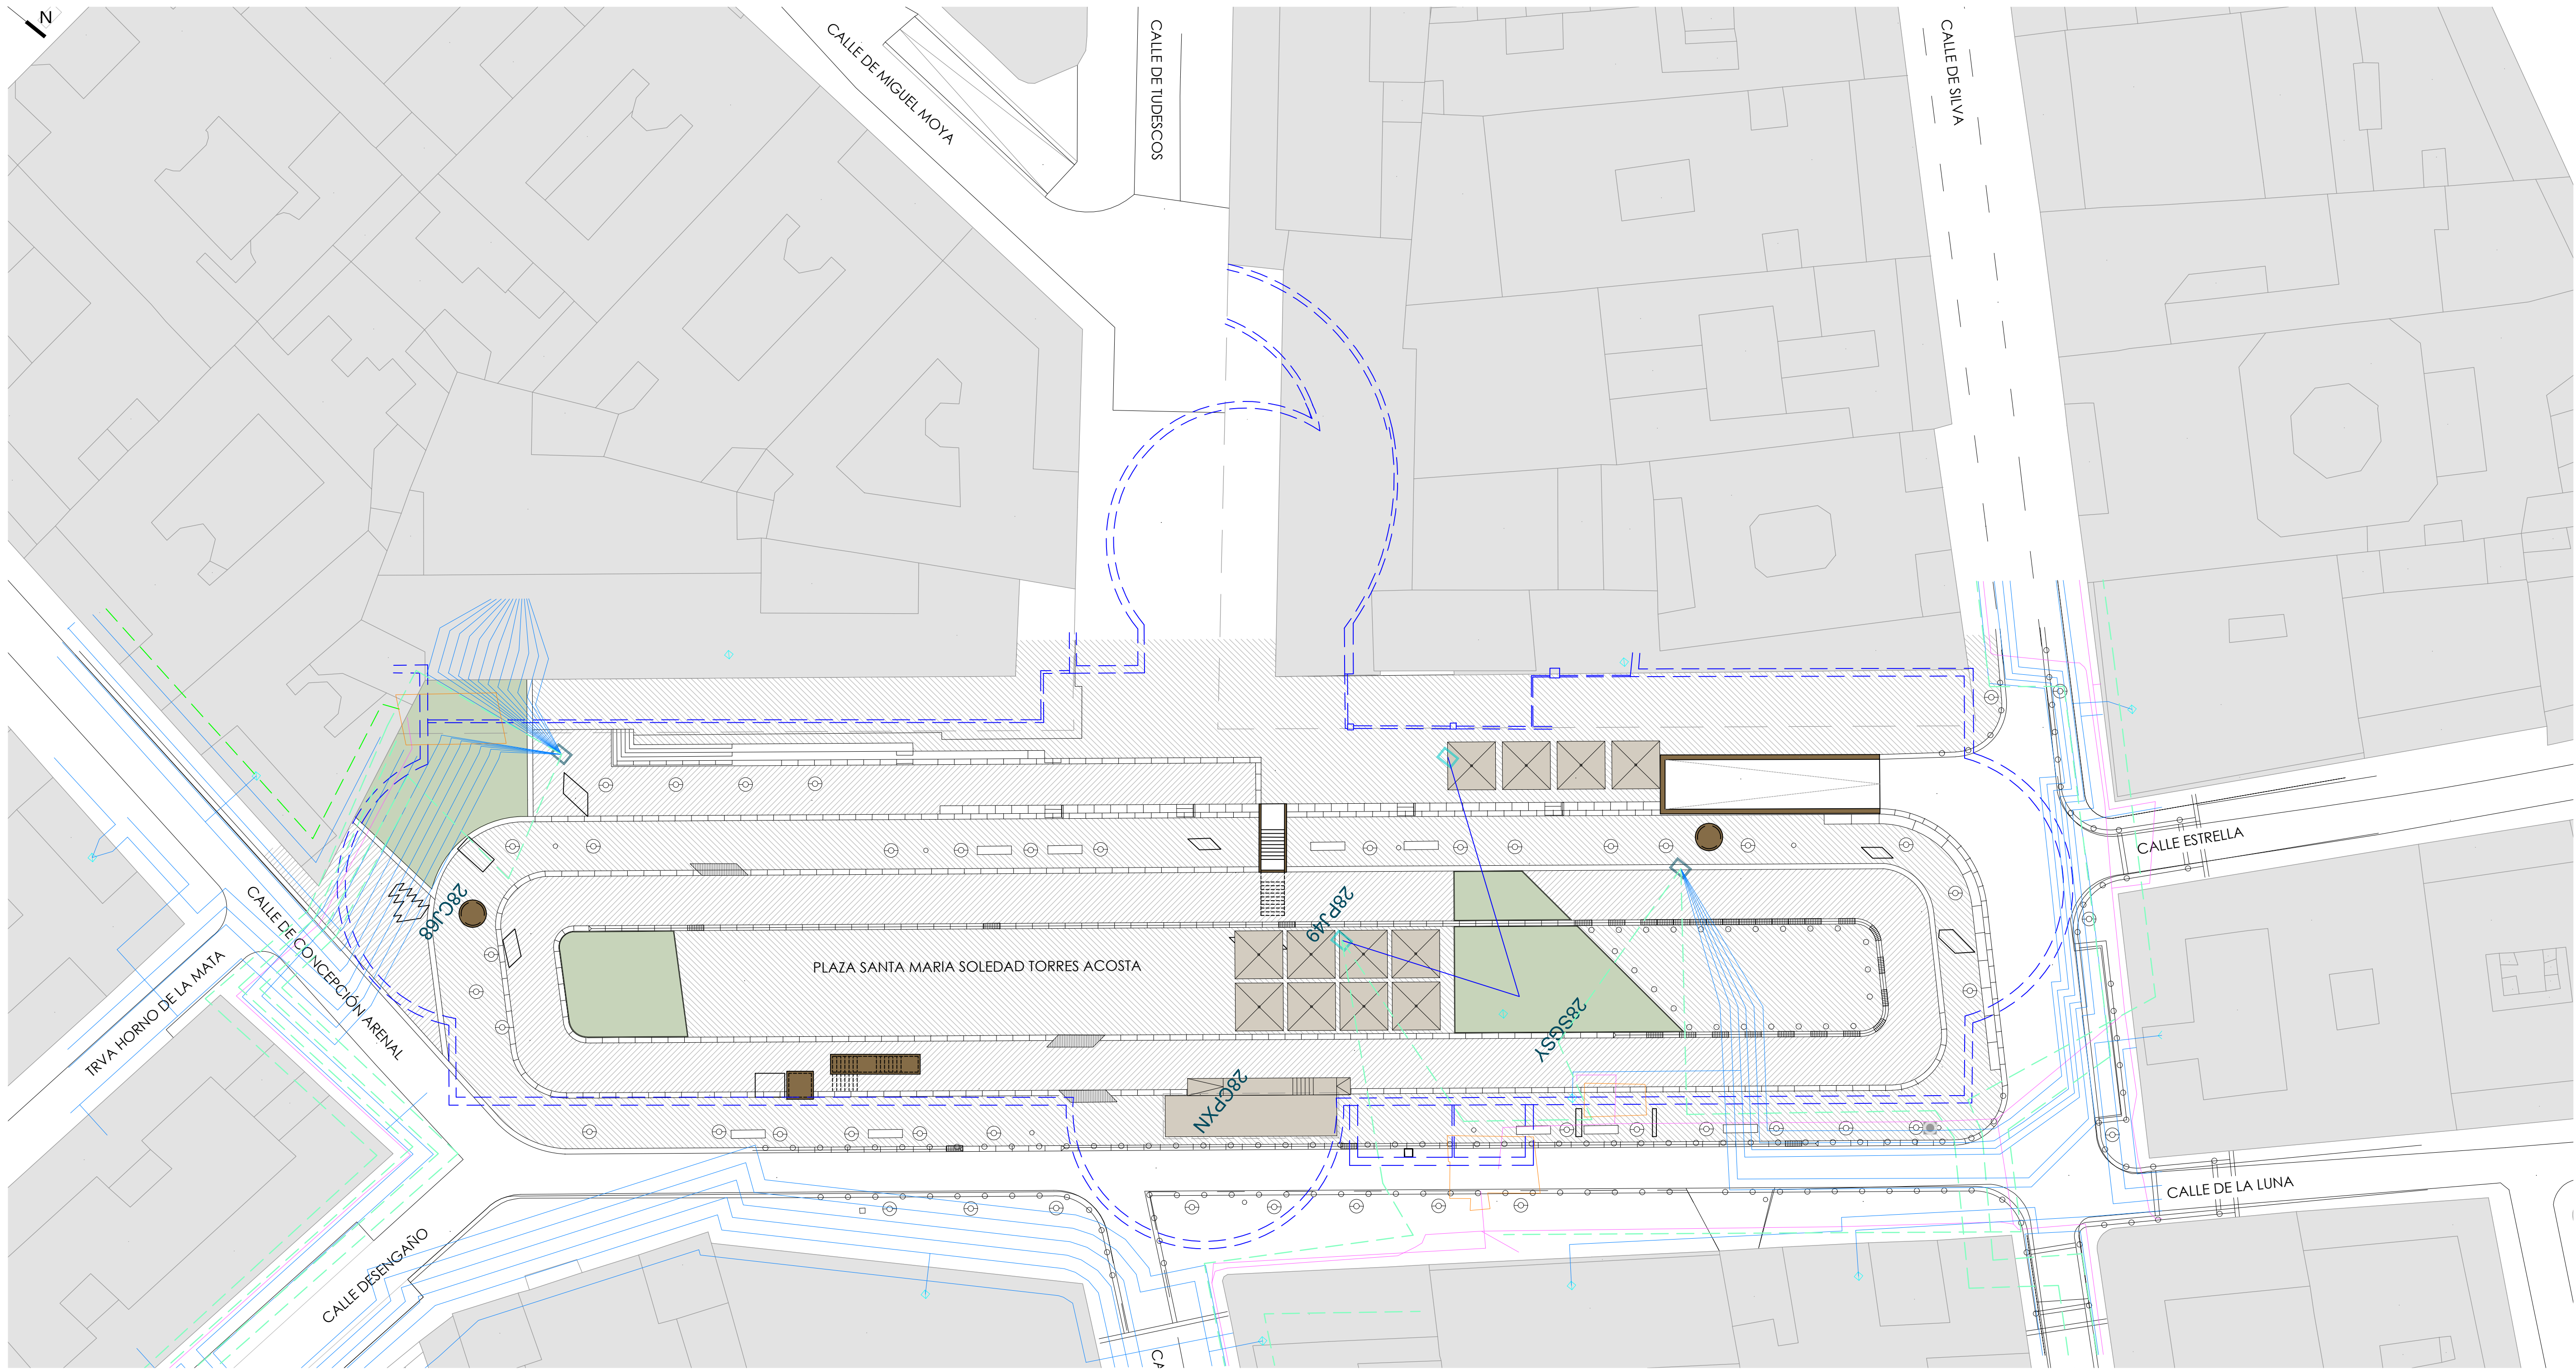 N
CALLE DE MIGUEL MOYA
CALLE DE TUDESCOS
CALLE DE SILVA
CALLE ESTRELLA
28CJ68
28PJ49
PLAZA SANTA MARIA SOLEDAD TORRES ACOSTA
CALLE DE CONCEPCIÓN ARENAL
TRVA HORNO DE LA MATA
28SGSY
28CPXN
CALLE DE LA LUNA
CALLE DESENGAÑO
CA